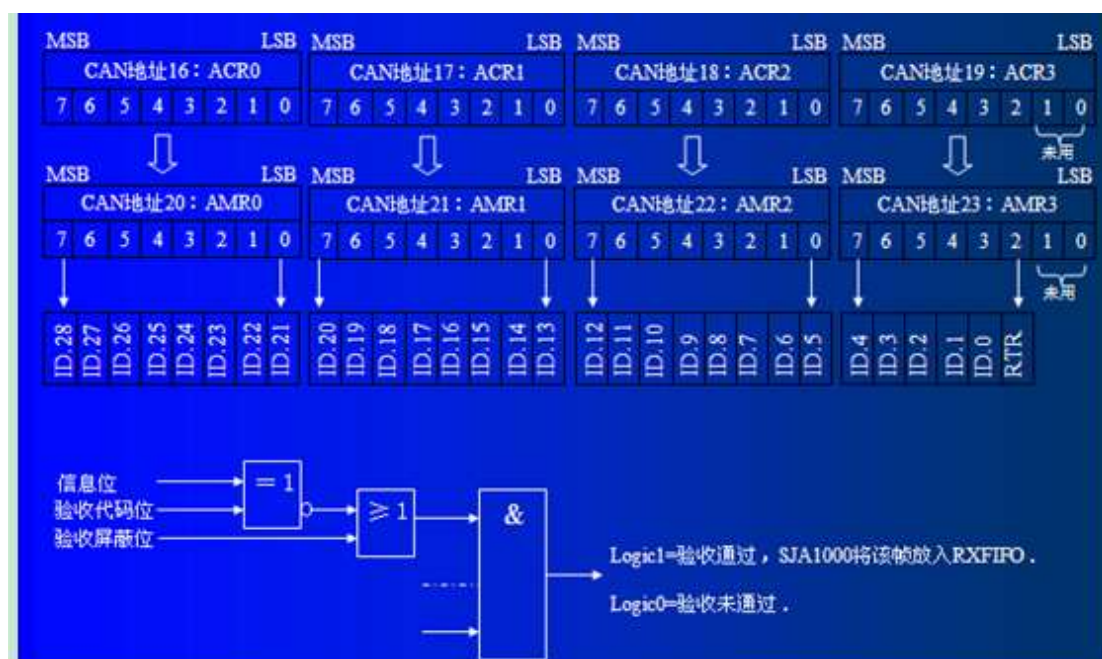 MSB LSB MSB LSB MSB LSB MSB LSB
CAN地址16：ACR0 CAN地址17：ACR1 CAN地址18：ACR2 CAN地址19：ACR3
7 6 5 4 3 2 1 0 7 6 5 4 3 2 1 0 7 6 5 4 3 2 1 0 7 6 5 4 3 2 1 0
未用
MSB LSB MSB LSB MSB LSB MSB LSB
CAN地址20：AMR0 CAN地址21：AMR1 CAN地址22：AMR2 CAN地址23：AMR3
7 6 5 4 3 2 1 0 7 6 5 4 3 2 1 0 7 6 5 4 3 2 1 0 7 6 5 4 3 2 1 0
未用
ID.28 ID.27 ID.26 ID.25 ID.24 ID.23 ID.22 ID.21 ID.20 ID.19 ID.18 ID.17 ID.16 ID.15 ID.14 ID.13 ID.12 ID.11 ID.10 ID.9 ID.8 ID.7 ID.6 ID.5 ID.4 ID.3 ID.2 ID.1 ID.0 RTR
信息位 =1
验收代码位 ≥1 &
验收屏蔽位
Logic1=验收通过，SJA1000将该帧放入RXFIFO.
Logic0=验收未通过.